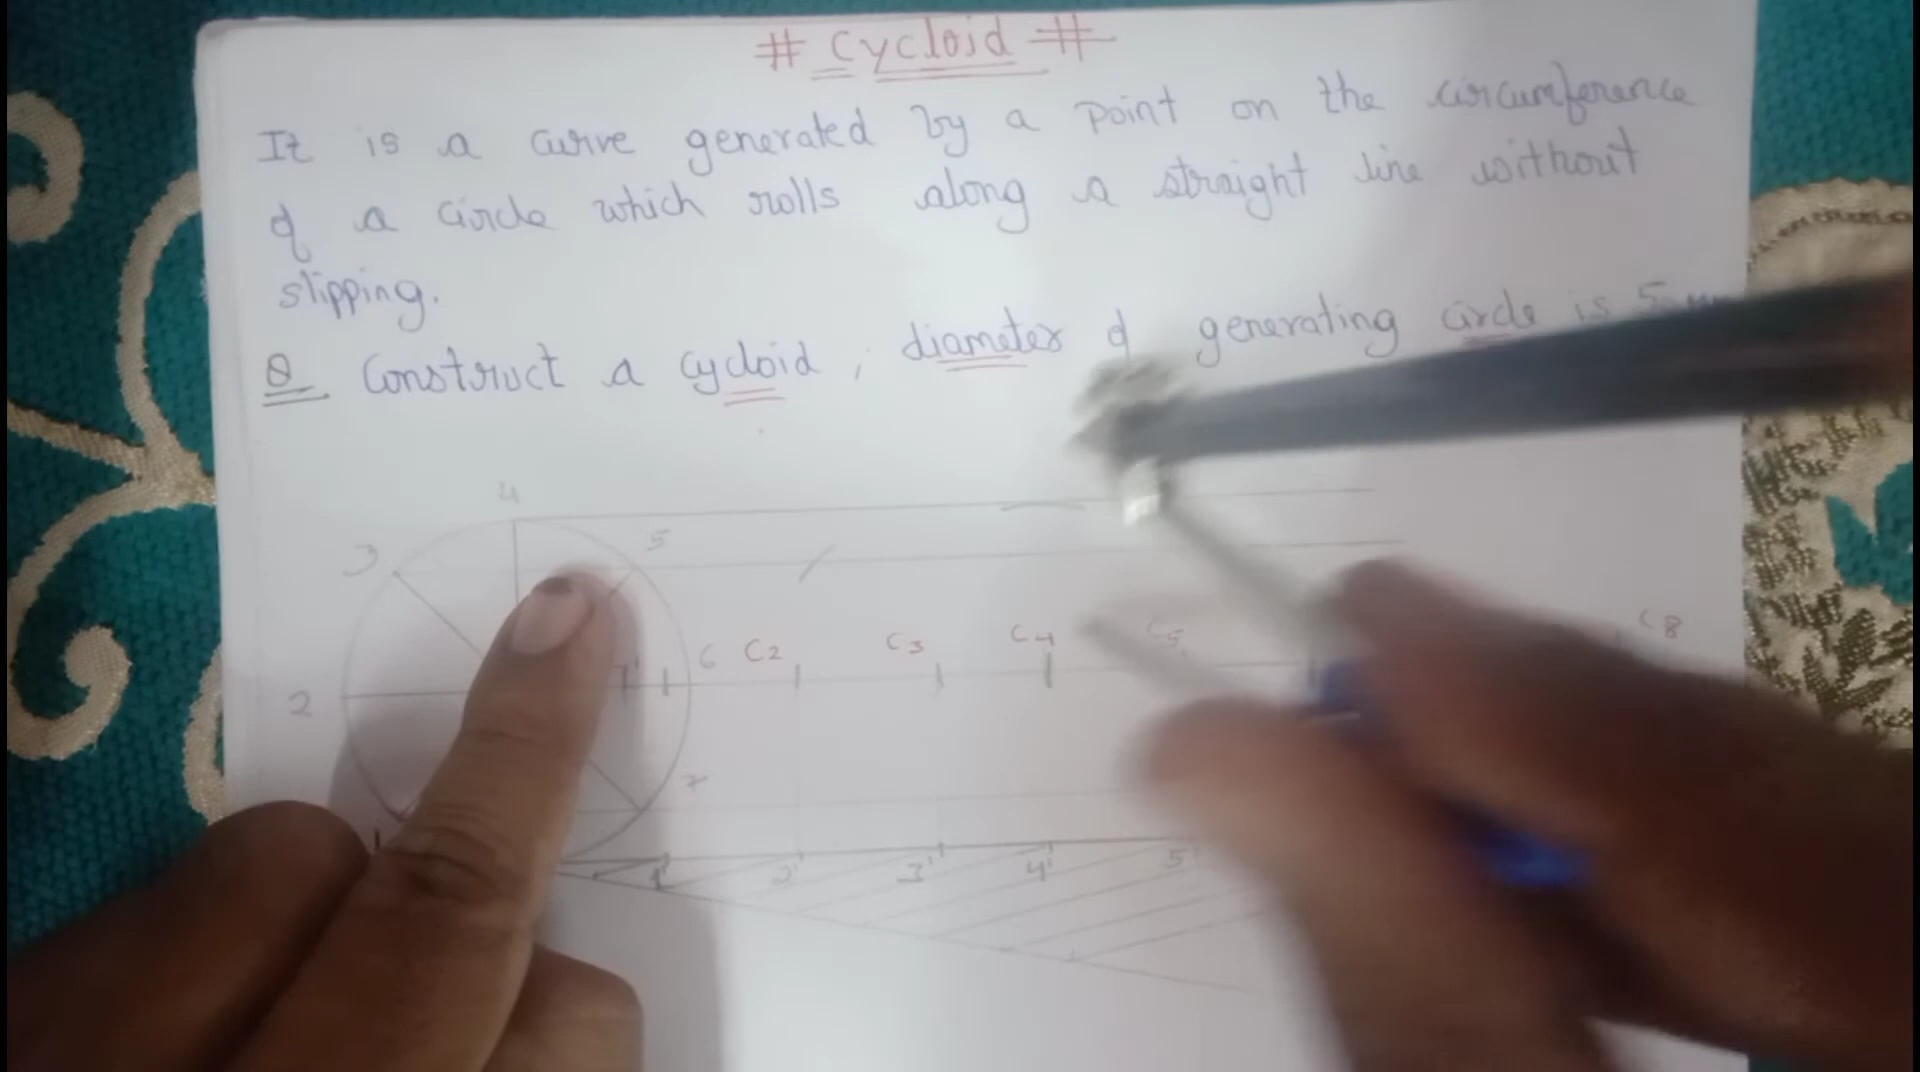 # Cycloid #
It is a curve generated by a point on the circumference
of a circle which rolls along a straight line without
slipping.
Q Construct a cycloid, diameter of generating circle is
4
3 5
C2 C3 C4 C5 C8
6
2
7
1
1' 2' 3' 4' 5'